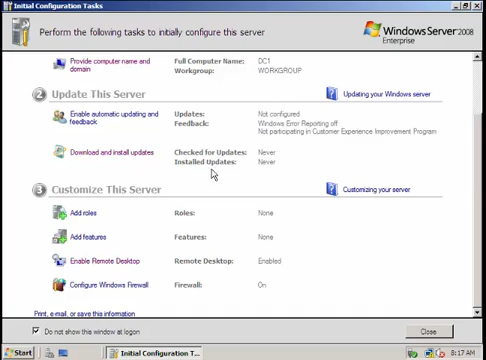 Initial Configuration Tasks
Perform the following tasks to initially configure this server
Windows Server 2008
Enterprise
Provide computer name and domain
Full Computer Name: DC1
Workgroup: WORKGROUP
2 Update This Server
Updating your Windows server
Enable automatic updating and feedback
Updates: Not configured
Feedback: Windows Error Reporting off
Not participating in Customer Experience Improvement Program
Download and install updates
Checked for Updates: Never
Installed Updates: Never
3 Customize This Server
Customizing your server
Add roles
Roles: None
Add features
Features: None
Enable Remote Desktop
Remote Desktop: Enabled
Configure Windows Firewall
Firewall: On
Print, e-mail, or save this information
Do not show this window at logon
Close
Start
Initial Configuration T...
8:17 AM